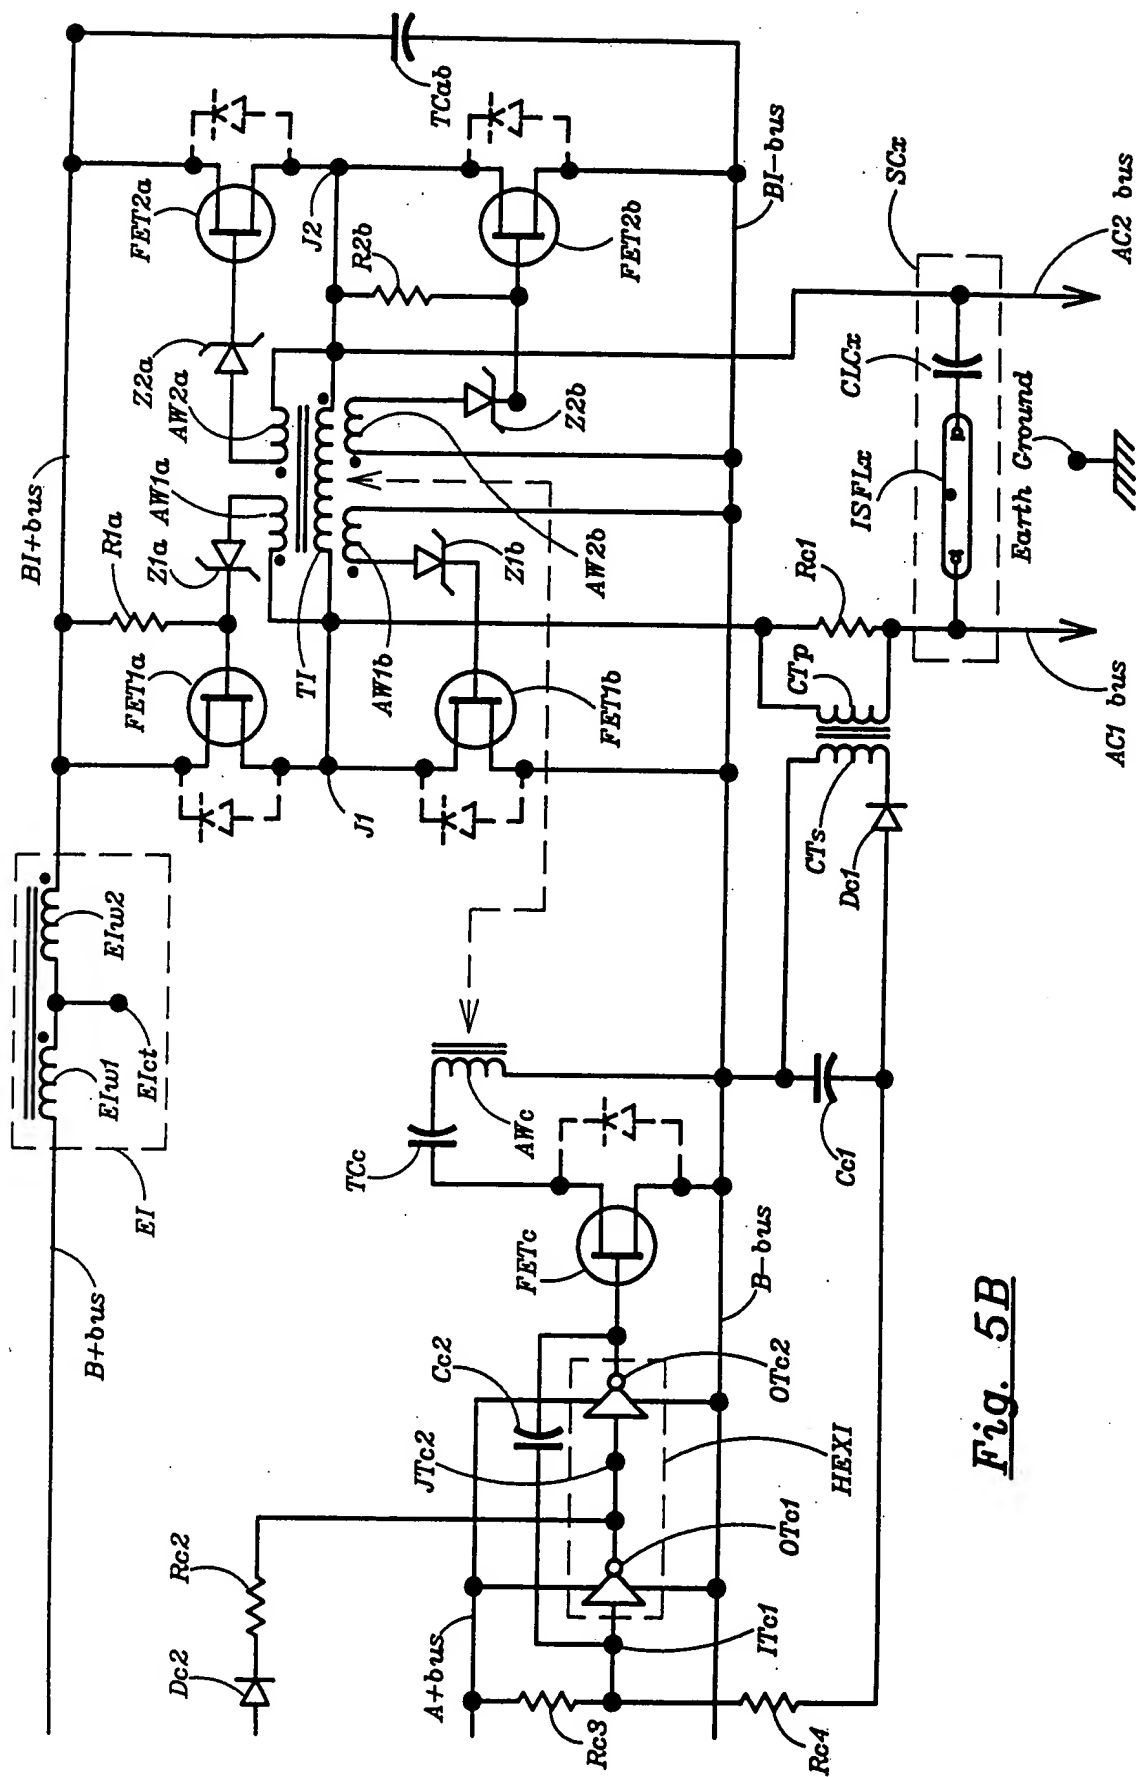 B+bus
EI
EIw1
EIct
EIw2
BI+bus
Dc2
Rc2
FET1a
R1a
Z1a
AW1a
AW2a
Z2a
FET2a
TCab
J1
TI
AW1b
J2
R2b
A+bus
JTc2
Cc2
TCc
FETc
AWc
FET1b
Z1b
AW2b
Z2b
FET2b
Rc3
ITc1
OTc1
HEXI
OTc2
B-bus
BI-bus
Rc4
Cc1
Dc1
CTs
CTp
Rc1
ISFLx
CLCx
SCx
Earth Ground
AC1 bus
AC2 bus
Fig. 5B